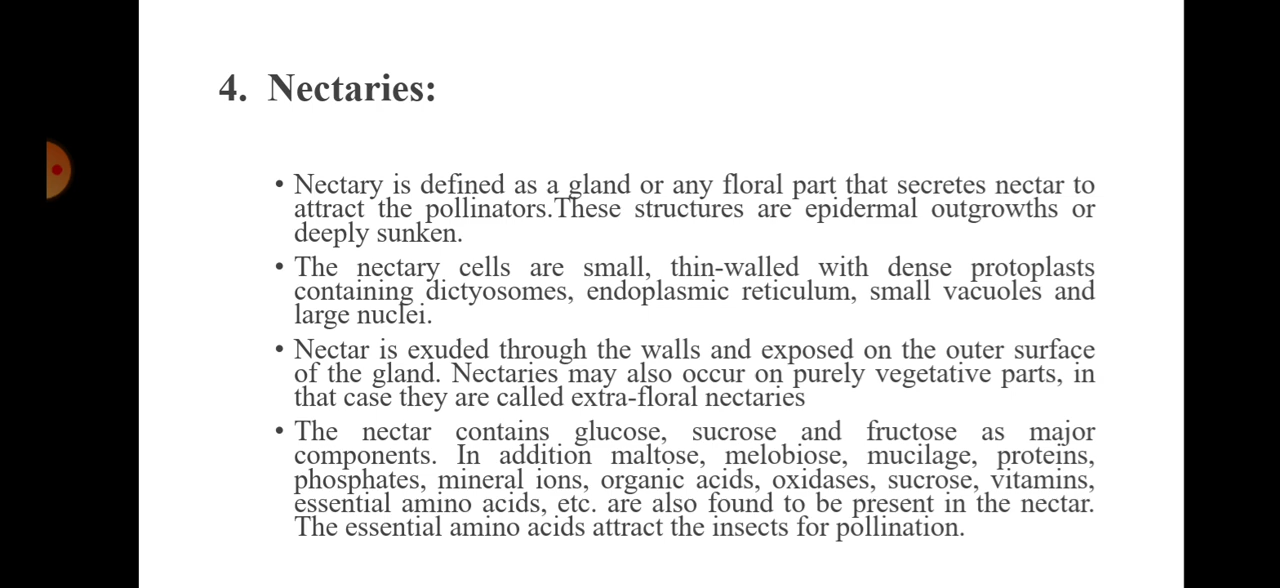 4. Nectaries:
• Nectary is defined as a gland or any floral part that secretes nectar to
attract the pollinators.These structures are epidermal outgrowths or
deeply sunken.
• The nectary cells are small, thin-walled with dense protoplasts
containing dictyosomes, endoplasmic reticulum, small vacuoles and
large nuclei.
• Nectar is exuded through the walls and exposed on the outer surface
of the gland. Nectaries may also occur on purely vegetative parts, in
that case they are called extra-floral nectaries
• The nectar contains glucose, sucrose and fructose as major
components. In addition maltose, melobiose, mucilage, proteins,
phosphates, mineral ions, organic acids, oxidases, sucrose, vitamins,
essential amino acids, etc. are also found to be present in the nectar.
The essential amino acids attract the insects for pollination.